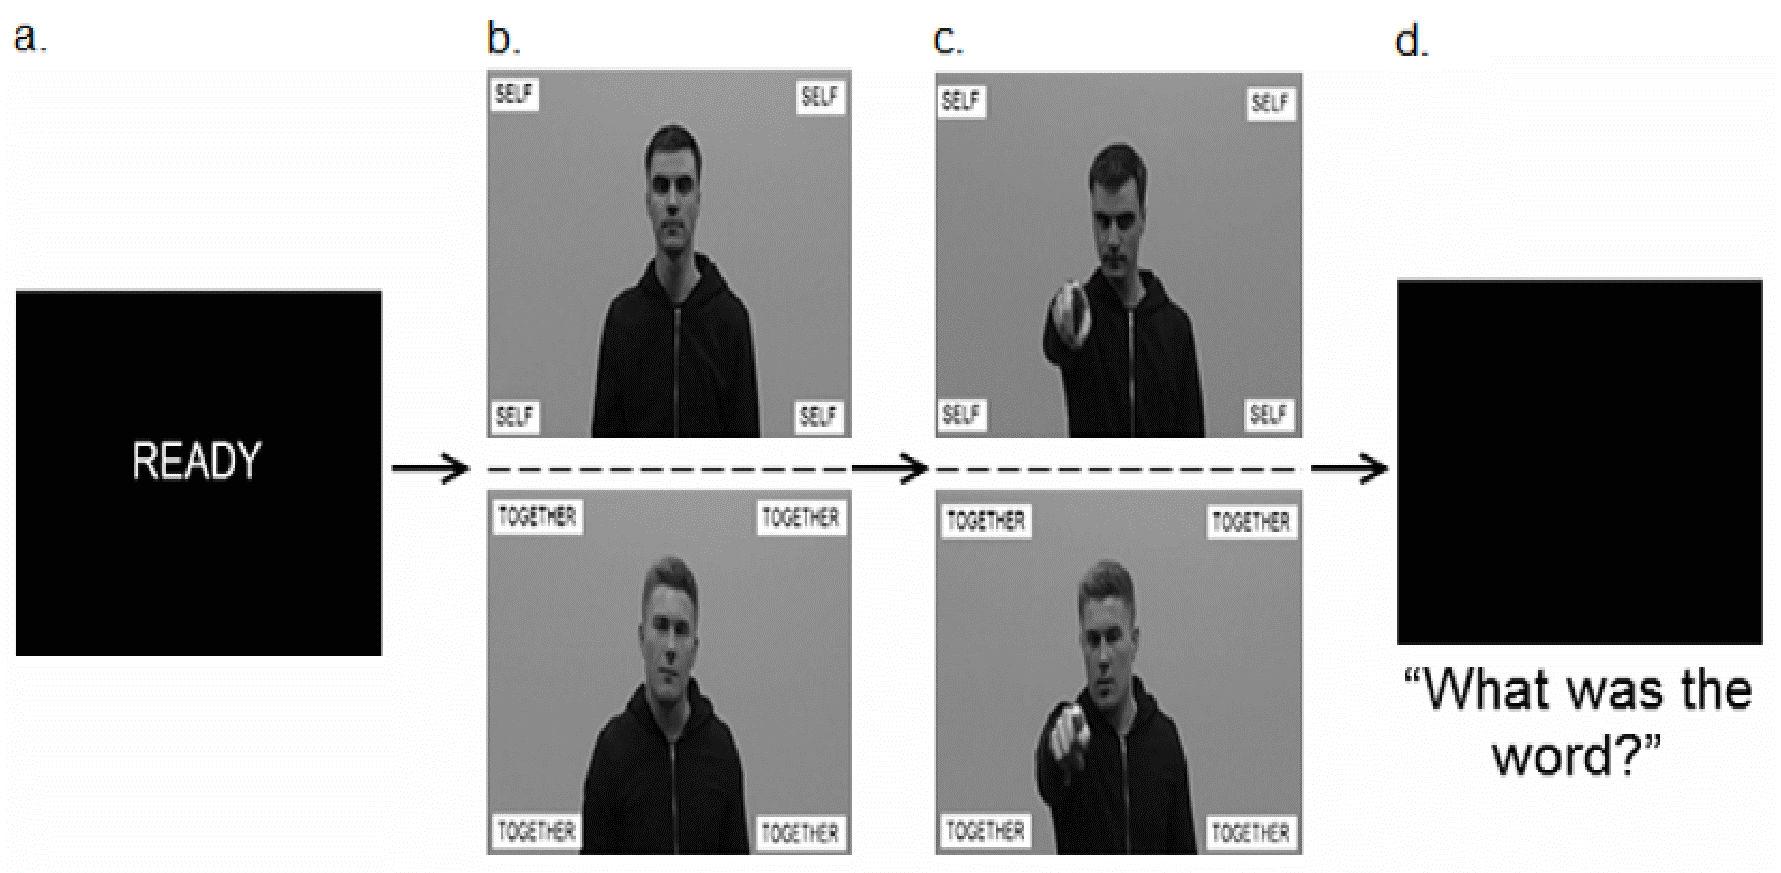 a.
READY
b.
SELF SELF
SELF SELF
TOGETHER TOGETHER
TOGETHER TOGETHER
c.
SELF SELF
SELF SELF
TOGETHER TOGETHER
TOGETHER TOGETHER
d.
“What was the
word?”